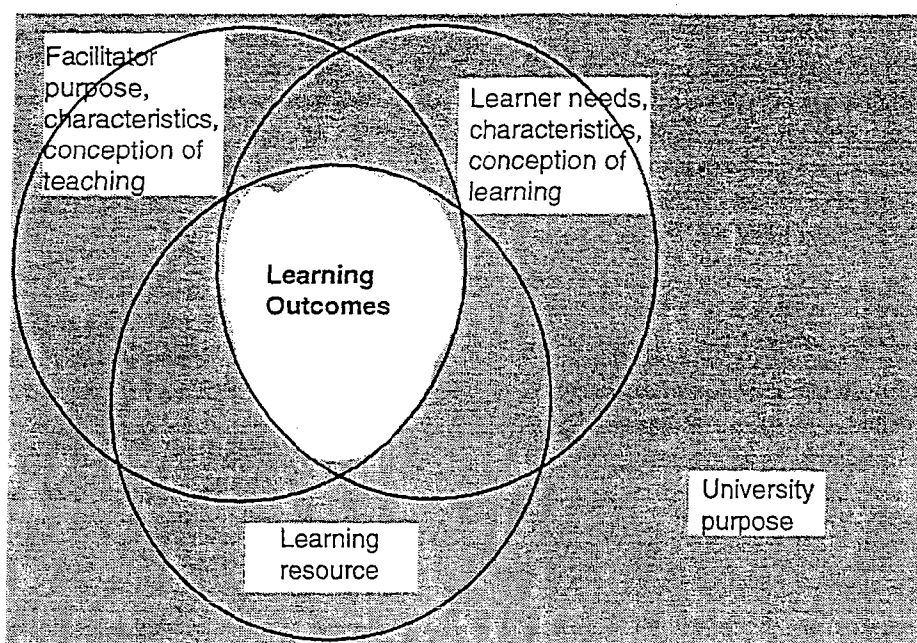 Facilitator
purpose,
characteristics,
conception of
teaching
Learner needs,
characteristics,
conception of
learning
Learning
Outcomes
University
purpose
Learning
resource